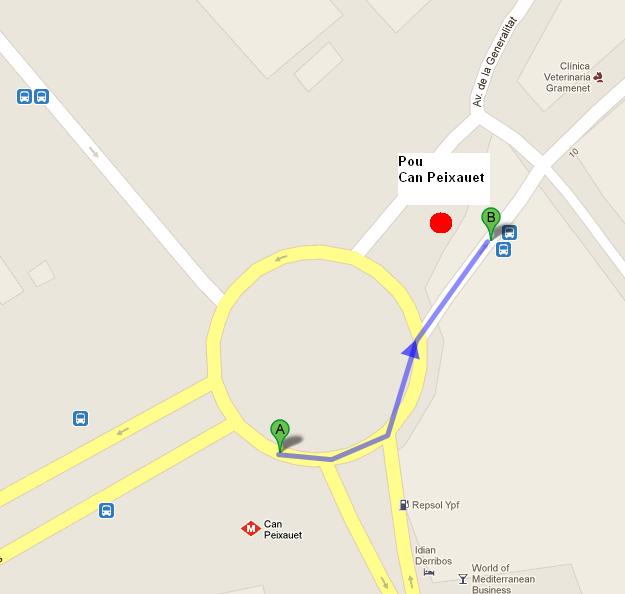 Av. de la Generalitat
Clínica
Veterinaria
Gramenet
10
Pou
Can Peixauet
B
A
M
Can
Peixauet
Repsol Ypf
Idian
Derribos
World of
Mediterranean
Business